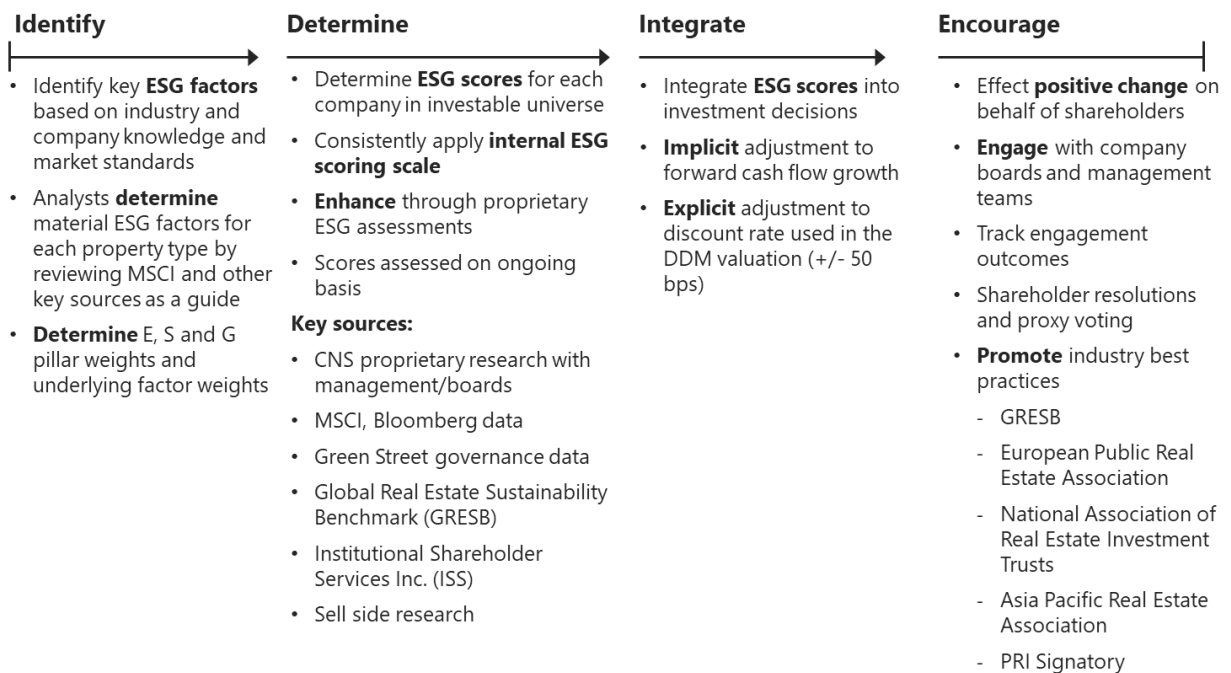 Identify
• Identify key ESG factors
based on industry and
company knowledge and
market standards
• Analysts determine
material ESG factors for
each property type by
reviewing MSCI and other
key sources as a guide
• Determine E, S and G
pillar weights and
underlying factor weights
Determine
• Determine ESG scores for each
company in investable universe
• Consistently apply internal ESG
scoring scale
• Enhance through proprietary
ESG assessments
• Scores assessed on ongoing
basis
Key sources:
• CNS proprietary research with
management/boards
• MSCI, Bloomberg data
• Green Street governance data
• Global Real Estate Sustainability
Benchmark (GRESB)
• Institutional Shareholder
Services Inc. (ISS)
• Sell side research
Integrate
• Integrate ESG scores into
investment decisions
• Implicit adjustment to
forward cash flow growth
• Explicit adjustment to
discount rate used in the
DDM valuation (+/- 50
bps)
Encourage
• Effect positive change on
behalf of shareholders
• Engage with company
boards and management
teams
• Track engagement
outcomes
• Shareholder resolutions
and proxy voting
• Promote industry best
practices
- GRESB
- European Public Real
Estate Association
- National Association of
Real Estate Investment
Trusts
- Asia Pacific Real Estate
Association
- PRI Signatory